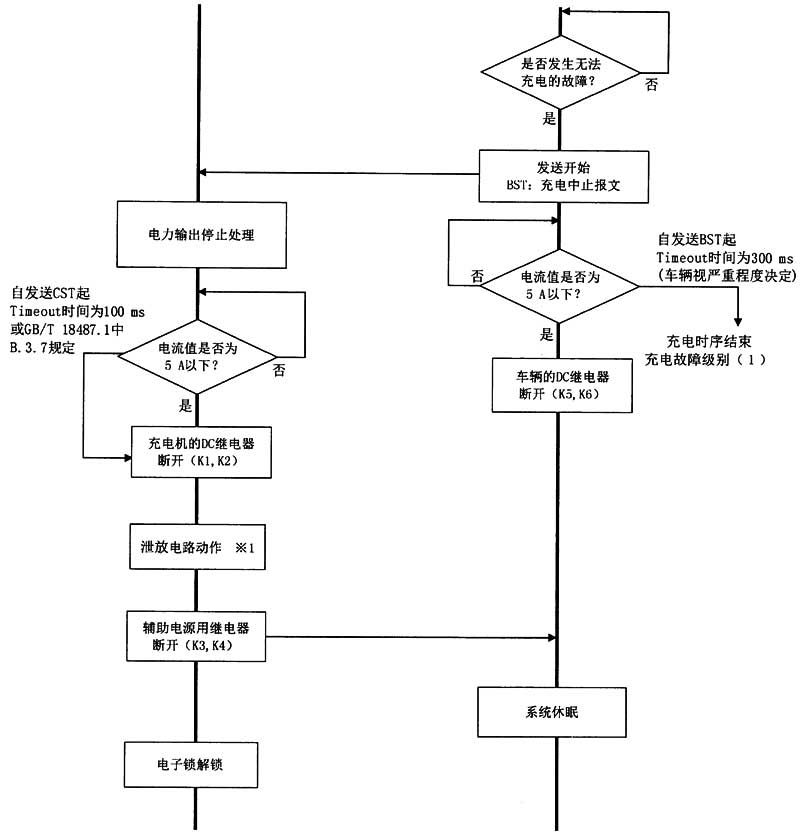 是否发生无法
充电的故障?
否
是
发送开始
BST: 充电中止报文
电力输出停止处理
自发送BST起
Timeout时间为300 ms
(车辆视严重程度决定)
否
电流值是否为
5 A以下?
是
自发送CST起
Timeout时间为100 ms
或GB/T 18487.1中
B.3.7规定
电流值是否为
5 A以下?
否
是
充电时序结束
充电故障级别（1）
车辆的DC继电器
断开（K5,K6）
充电机的DC继电器
断开（K1,K2）
泄放电路动作 ※1
辅助电源用继电器
断开（K3,K4）
系统休眠
电子锁解锁